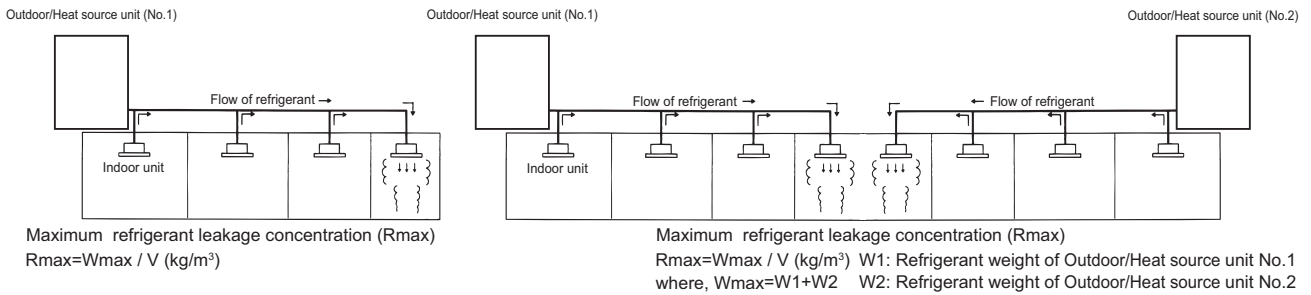 Outdoor/Heat source unit (No.1)
Flow of refrigerant →
Indoor unit
Maximum refrigerant leakage concentration (Rmax)
Rmax=Wmax / V (kg/m³)
Outdoor/Heat source unit (No.1)
Outdoor/Heat source unit (No.2)
Flow of refrigerant →
← Flow of refrigerant
Indoor unit
Maximum refrigerant leakage concentration (Rmax)
Rmax=Wmax / V (kg/m³) W1: Refrigerant weight of Outdoor/Heat source unit No.1
where, Wmax=W1+W2 W2: Refrigerant weight of Outdoor/Heat source unit No.2